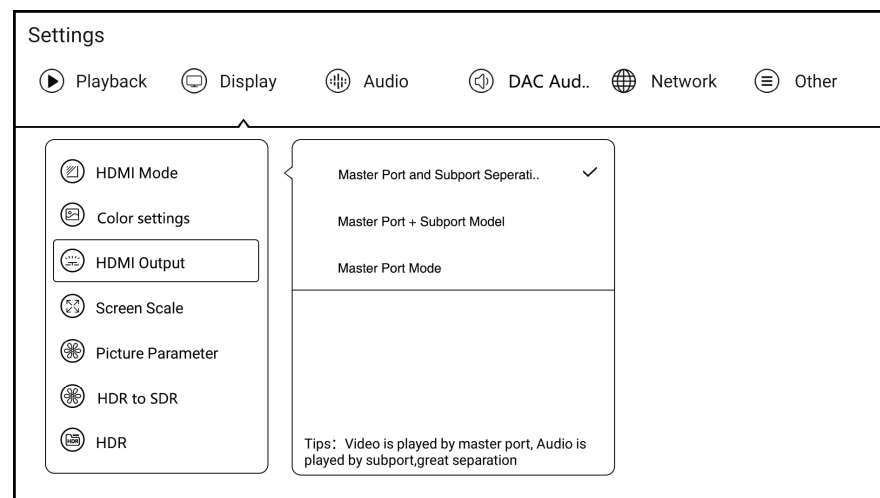 Settings
Playback Display Audio DAC Aud.. Network Other
HDMI Mode
Color settings
HDMI Output
Screen Scale
Picture Parameter
HDR to SDR
HDR
Master Port and Subport Seperati..
Master Port + Subport Model
Master Port Mode
Tips: Video is played by master port, Audio is
played by subport,great separation